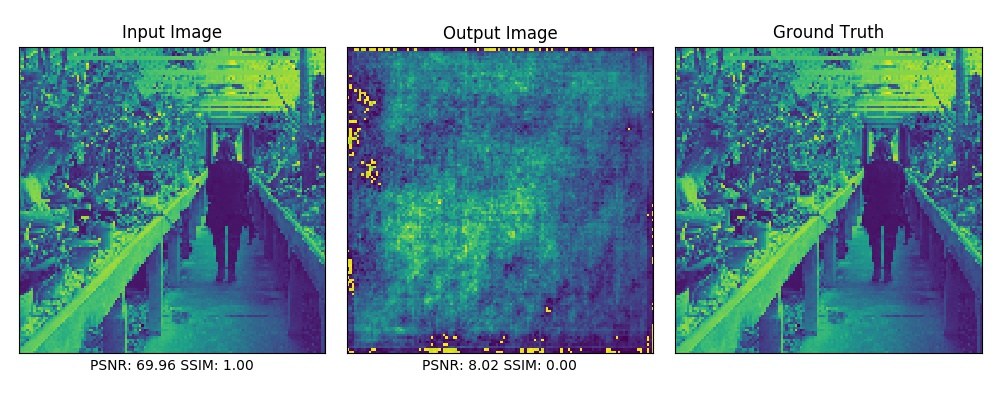 Input Image
Output Image
Ground Truth
PSNR: 69.96 SSIM: 1.00
PSNR: 8.02 SSIM: 0.00